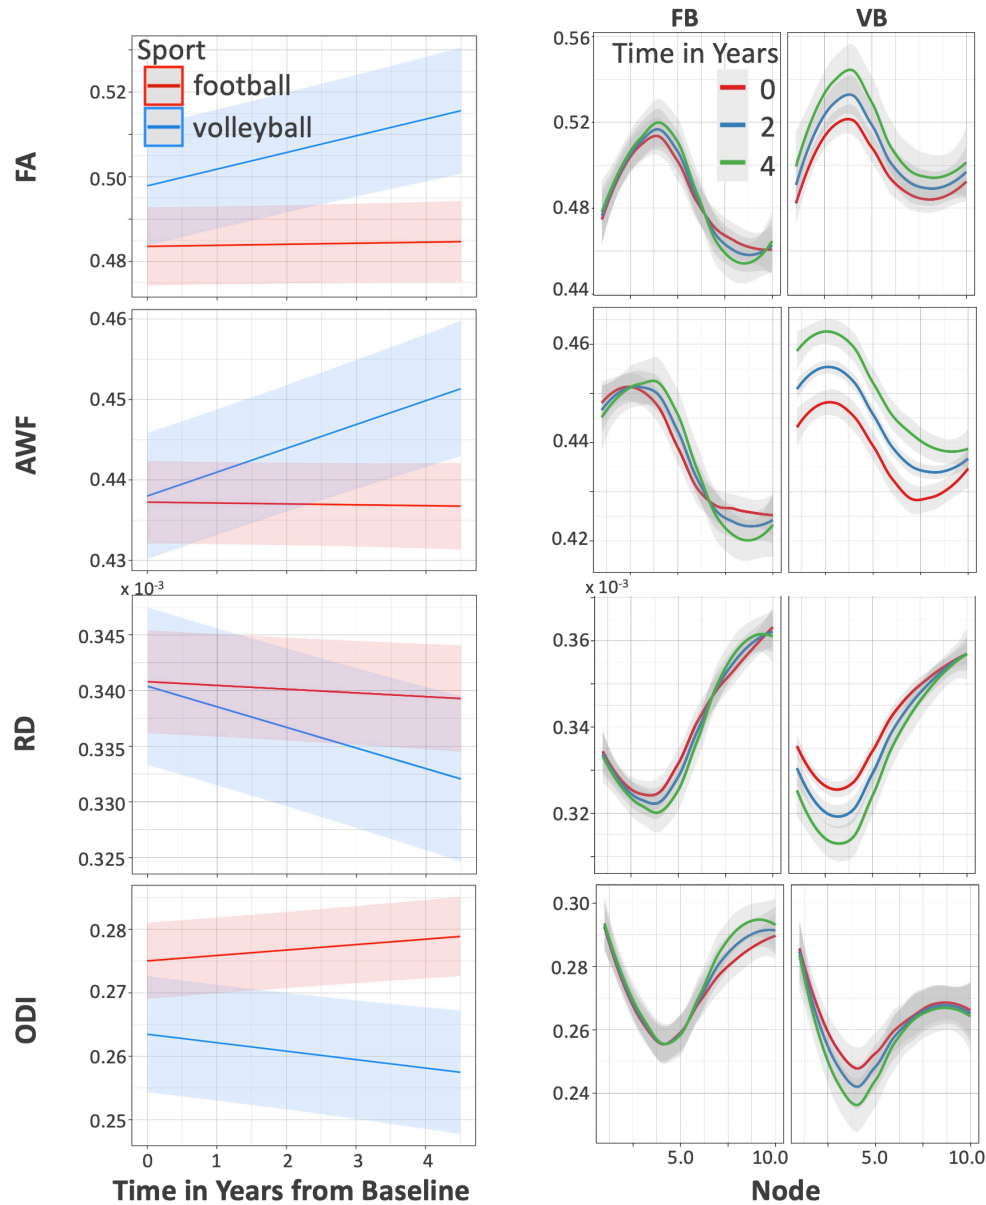 FB VB
Sport
football
volleyball
Time in Years
0
2
4
FA
0.52
0.50
0.48
0.56
0.52
0.48
0.44
AWF
0.46
0.45
0.44
0.43
0.46
0.44
0.42
RD
x 10-3
0.345
0.340
0.335
0.330
0.325
x 10-3
0.36
0.34
0.32
ODI
0.28
0.27
0.26
0.25
0.30
0.28
0.26
0.24
0 1 2 3 4
5.0 10.0 5.0 10.0
Time in Years from Baseline
Node